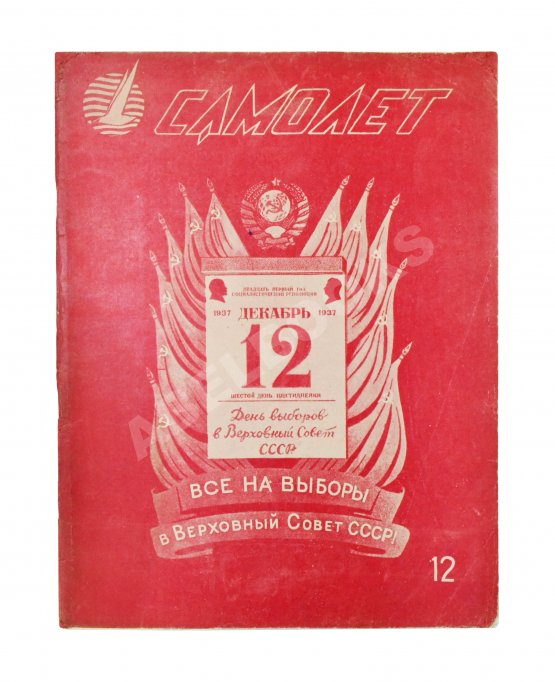 САМОЛЕТ
ДВАДЦАТЬ ПЕРВЫЙ ГОД
СОЦИАЛИСТИЧЕСКОЙ РЕВОЛЮЦИИ
1937 ДЕКАБРЬ 1937
12
ШЕСТОЙ ДЕНЬ ШЕСТИДНЕВКИ
День выборов
в Верховный Совет
СССР
ВСЕ НА ВЫБОРЫ
В ВЕРХОВНЫЙ СОВЕТ СССР!
12